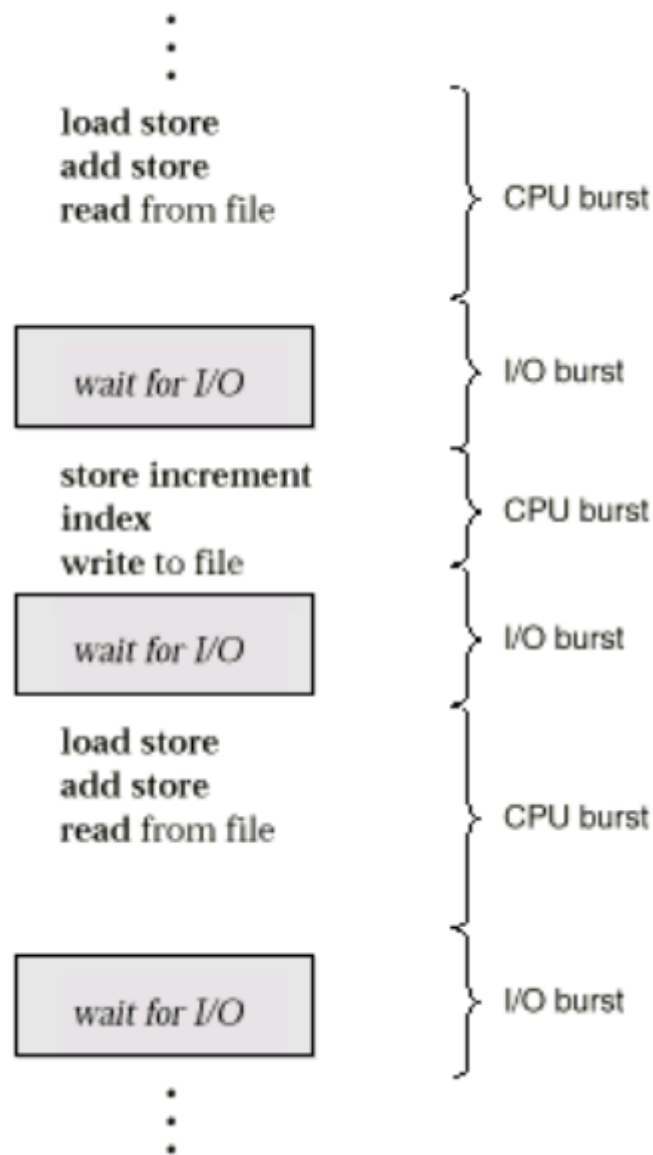 load store
add store
read from file
CPU burst
wait for I/O
I/O burst
store increment
index
write to file
CPU burst
wait for I/O
I/O burst
load store
add store
read from file
CPU burst
wait for I/O
I/O burst